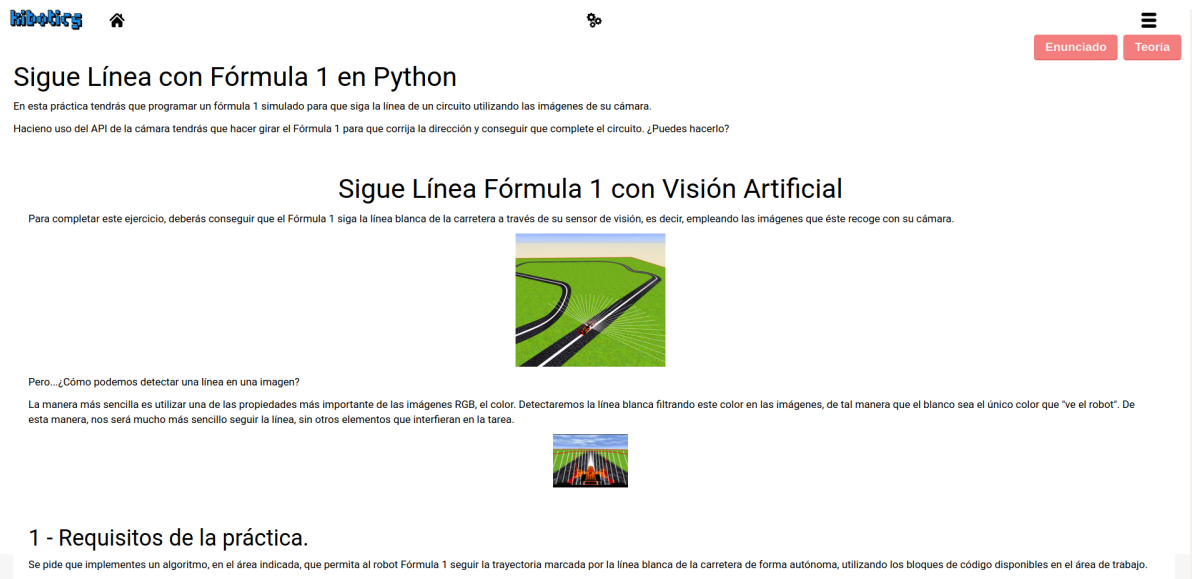 kibotics
Enunciado Teoría
Sigue Línea con Fórmula 1 en Python
En esta práctica tendrás que programar un fórmula 1 simulado para que siga la línea de un circuito utilizando las imágenes de su cámara.
Hacieno uso del API de la cámara tendrás que hacer girar el Fórmula 1 para que corrija la dirección y conseguir que complete el circuito. ¿Puedes hacerlo?
Sigue Línea Fórmula 1 con Visión Artificial
Para completar este ejercicio, deberás conseguir que el Fórmula 1 siga la línea blanca de la carretera a través de su sensor de visión, es decir, empleando las imágenes que éste recoge con su cámara.
Pero...¿Cómo podemos detectar una línea en una imagen?
La manera más sencilla es utilizar una de las propiedades más importante de las imágenes RGB, el color. Detectaremos la línea blanca filtrando este color en las imágenes, de tal manera que el blanco sea el único color que "ve el robot". De
esta manera, nos será mucho más sencillo seguir la línea, sin otros elementos que interfieran en la tarea.
1 - Requisitos de la práctica.
Se pide que implementes un algoritmo, en el área indicada, que permita al robot Fórmula 1 seguir la trayectoria marcada por la línea blanca de la carretera de forma autónoma, utilizando los bloques de código disponibles en el área de trabajo.